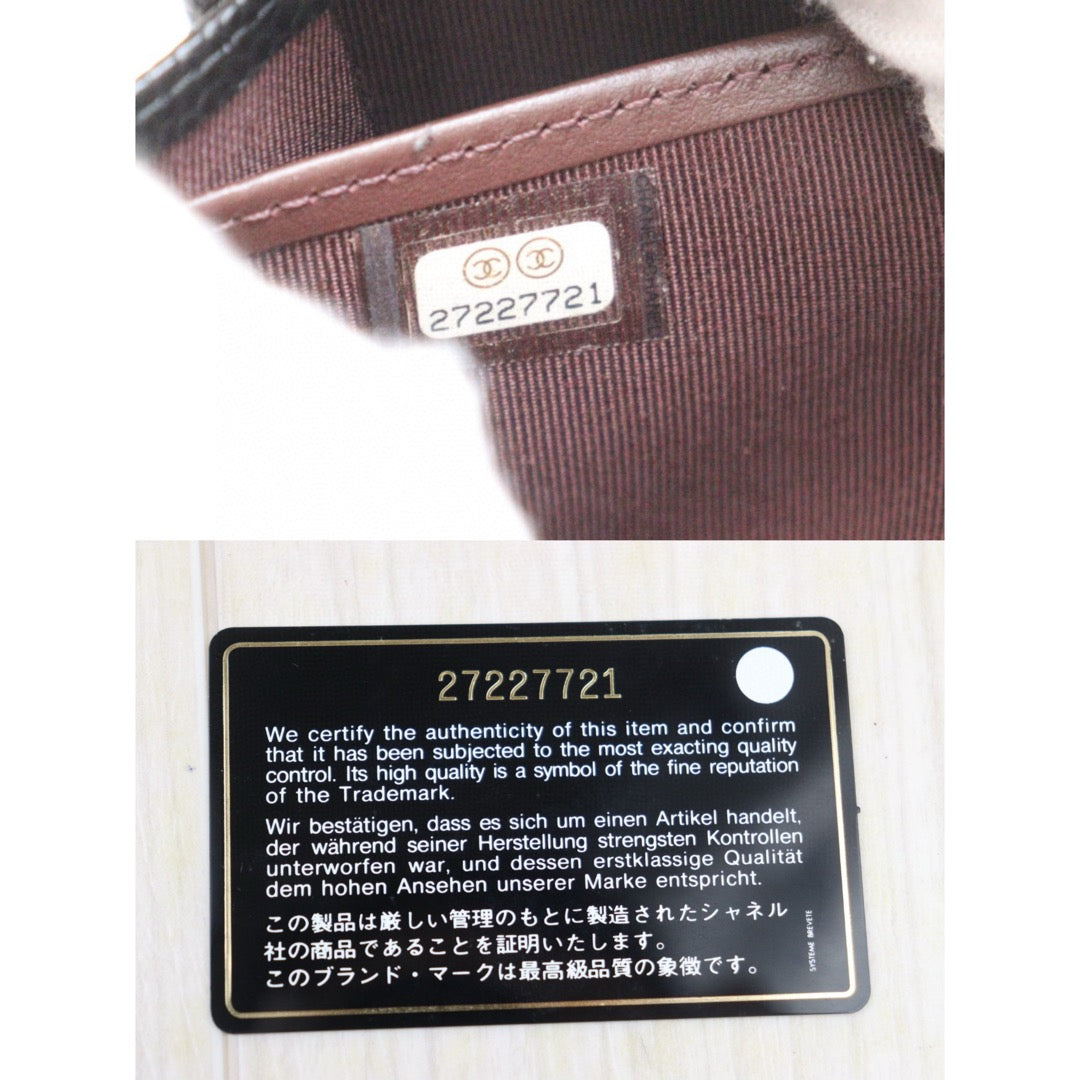 27227721
27227721
We certify the authenticity of this item and confirm
that it has been subjected to the most exacting quality
control. Its high quality is a symbol of the fine reputation
of the Trademark.
Wir bestätigen, dass es sich um einen Artikel handelt,
der während seiner Herstellung strengsten Kontrollen
unterworfen war, und dessen erstklassige Qualität
dem hohen Ansehen unserer Marke entspricht.
この製品は厳しい管理のもとに製造されたシャネル
社の商品であることを証明いたします。
このブランド・マークは最高級品質の象徴です。
SYSTEME BREVETE